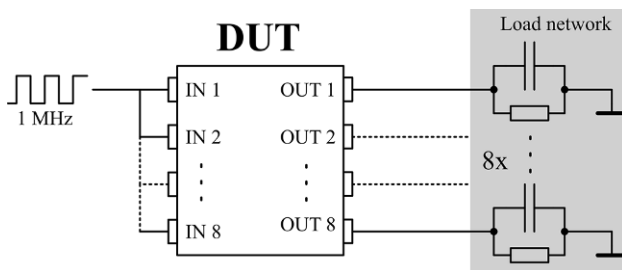 DUT
Load network
1 MHz
IN 1
OUT 1
IN 2
OUT 2
8x
IN 8
OUT 8